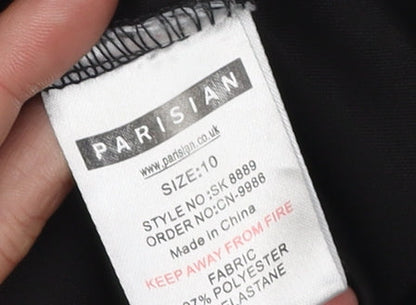 PARISIAN
www.parisian.co.uk
SIZE:10
STYLE NO:SK 8889
ORDER NO:CN-9986
Made in China
KEEP AWAY FROM FIRE
FABRIC
POLYESTER